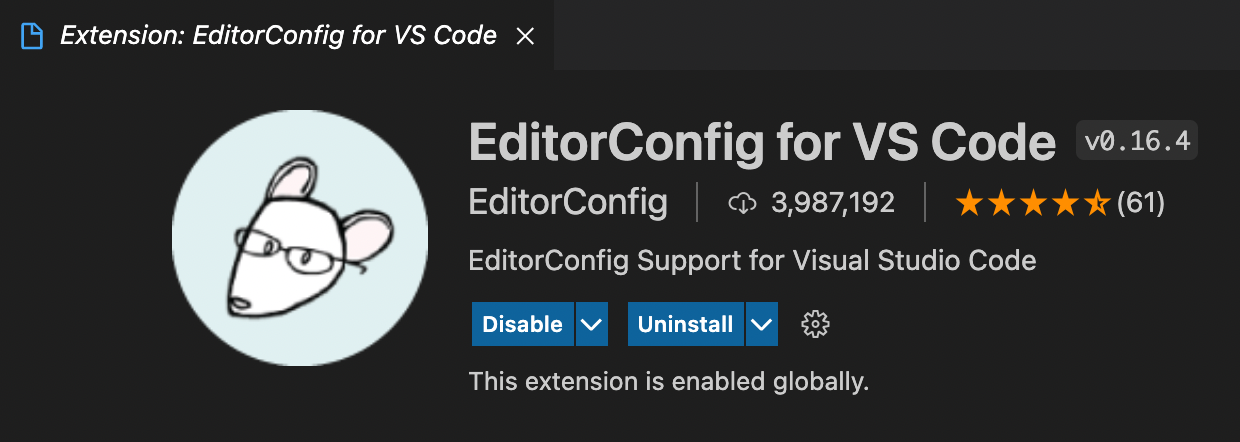 Extension: EditorConfig for VS Code
EditorConfig for VS Code v0.16.4
EditorConfig 3,987,192 (61)
EditorConfig Support for Visual Studio Code
Disable Uninstall
This extension is enabled globally.